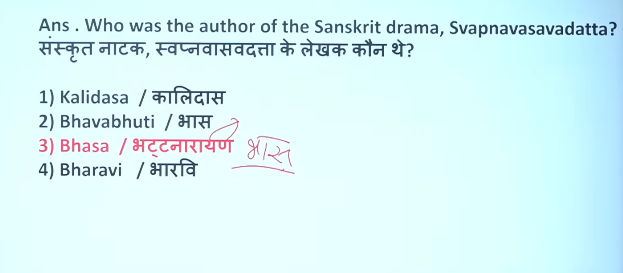 Ans . Who was the author of the Sanskrit drama, Svapnavasavadatta?
संस्कृत नाटक, स्वप्नवासवदत्ता के लेखक कौन थे?
1) Kalidasa / कालिदास
2) Bhavabhuti / भास
3) Bhasa / भट्टनारायण भास
4) Bharavi / भारवि